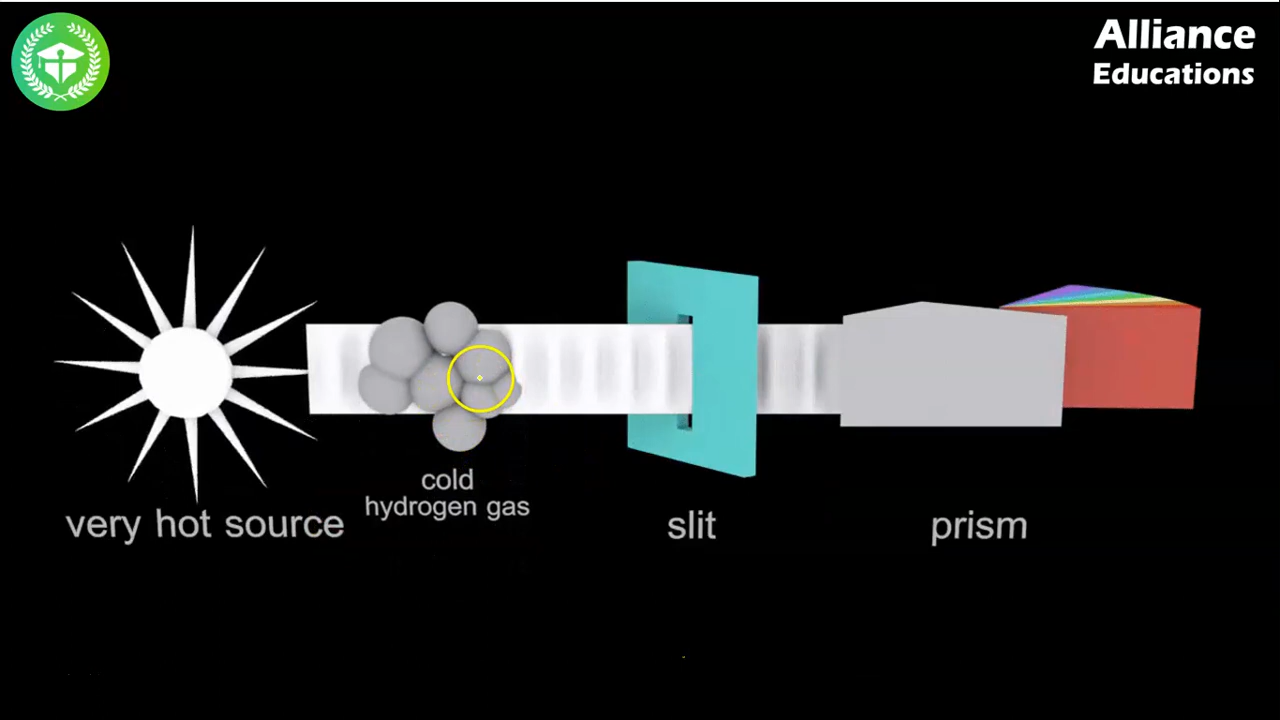 Alliance
Educations
cold
hydrogen gas
very hot source
slit
prism